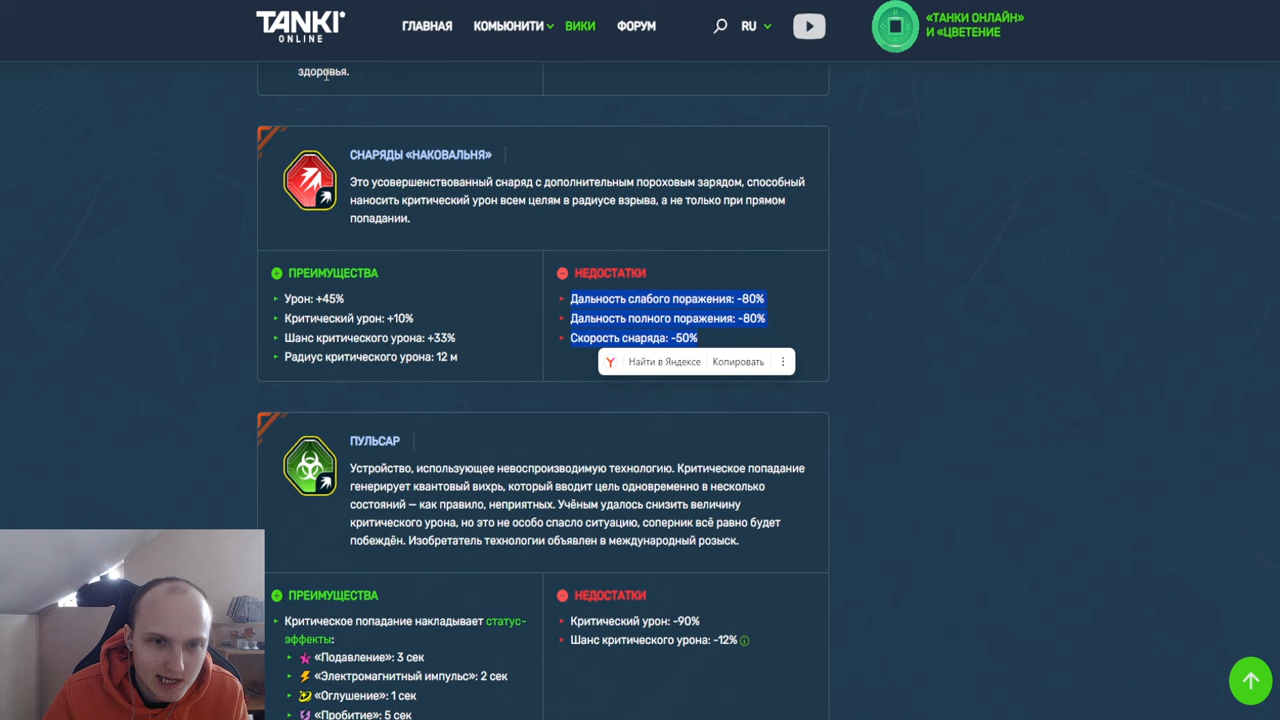 TANKI
ONLINE
ГЛАВНАЯ
КОМЬЮНИТИ
ВИКИ
ФОРУМ
RU
«ТАНКИ ОНЛАЙН»
И «ЦВЕТЕНИЕ
здоровья.
СНАРЯДЫ «НАКОВАЛЬНЯ»
Это усовершенствованный снаряд с дополнительным пороховым зарядом, способный
наносить критический урон всем целям в радиусе взрыва, а не только при прямом
попадании.
ПРЕИМУЩЕСТВА
Урон: +45%
Критический урон: +10%
Шанс критического урона: +33%
Радиус критического урона: 12 м
НЕДОСТАТКИ
Дальность слабого поражения: -80%
Дальность полного поражения: -80%
Скорость снаряда: -50%
Найти в Яндексе
Копировать
ПУЛЬСАР
Устройство, использующее невоспроизводимую технологию. Критическое попадание
генерирует квантовый вихрь, который вводит цель одновременно в несколько
состояний — как правило, неприятных. Учёным удалось снизить величину
критического урона, но это не особо спасло ситуацию, соперник всё равно будет
побеждён. Изобретатель технологии объявлен в международный розыск.
ПРЕИМУЩЕСТВА
Критическое попадание накладывает статус-
эффекты:
«Подавление»: 3 сек
«Электромагнитный импульс»: 2 сек
«Оглушение»: 1 сек
«Пробитие»: 5 сек
НЕДОСТАТКИ
Критический урон: -90%
Шанс критического урона: -12%